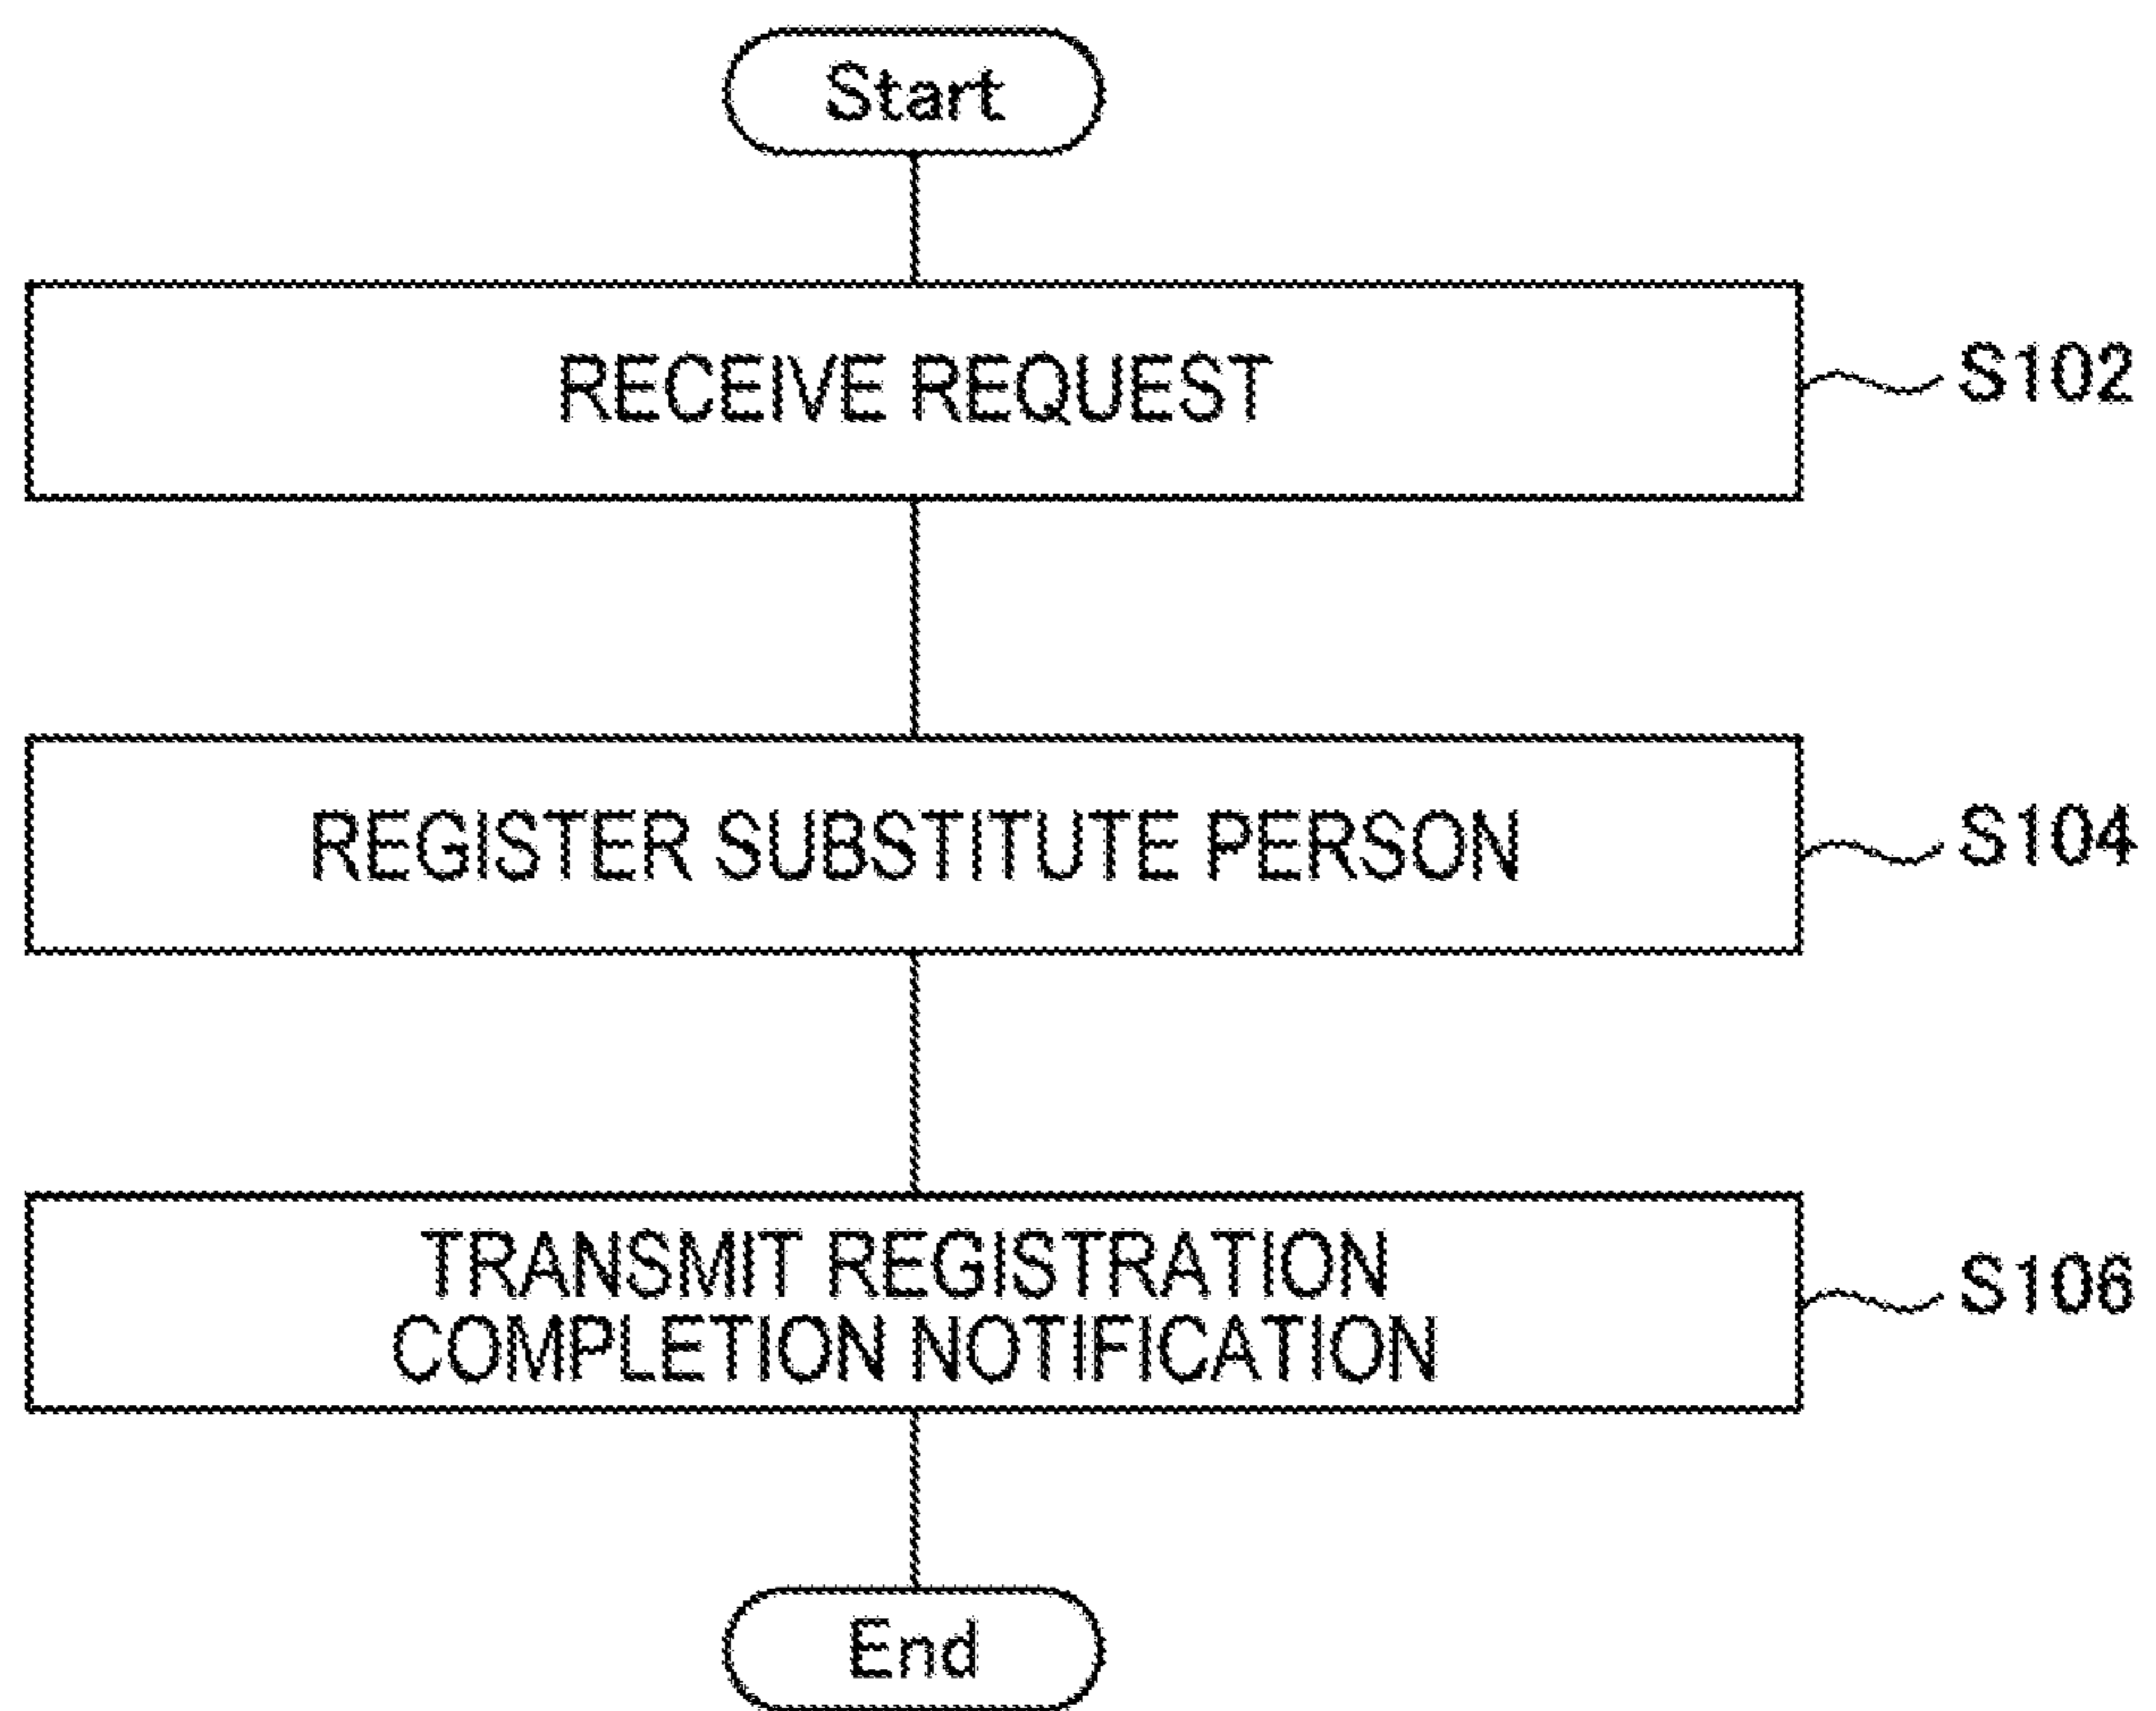 Start
RECEIVE REQUEST
S102
REGISTER SUBSTITUTE PERSON
S104
TRANSMIT REGISTRATION
COMPLETION NOTIFICATION
S106
End